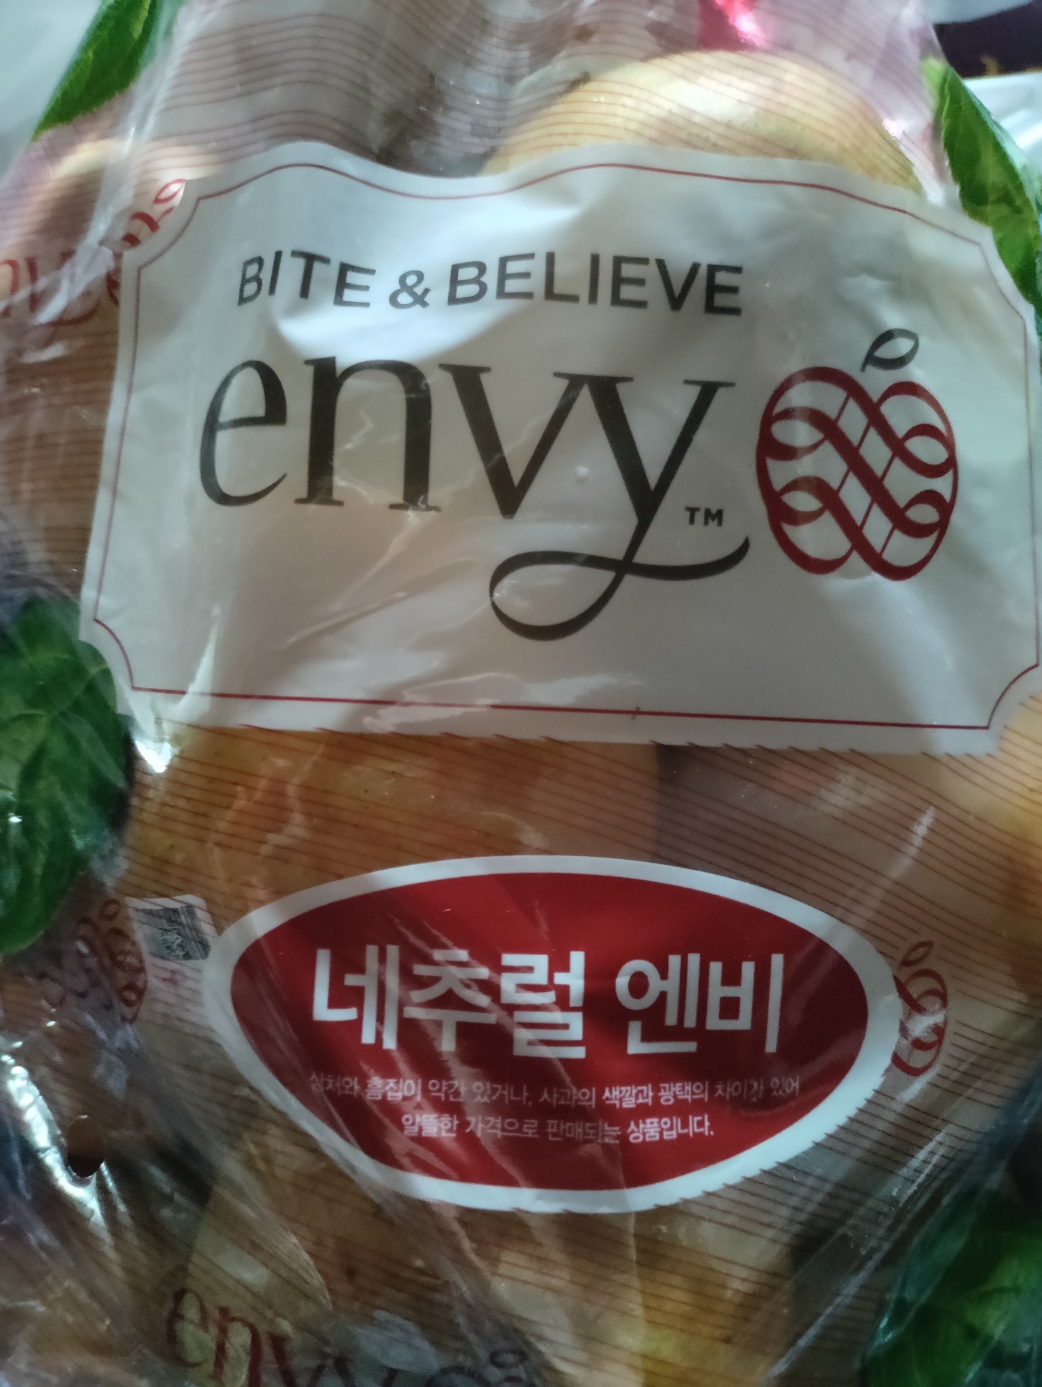 BITE & BELIEVE
envy™
네추럴 엔비
상처와 흠집이 약간 있거나, 사과의 색깔과 광택의 차이가 있어
알뜰한 가격으로 판매되는 상품입니다.
envy